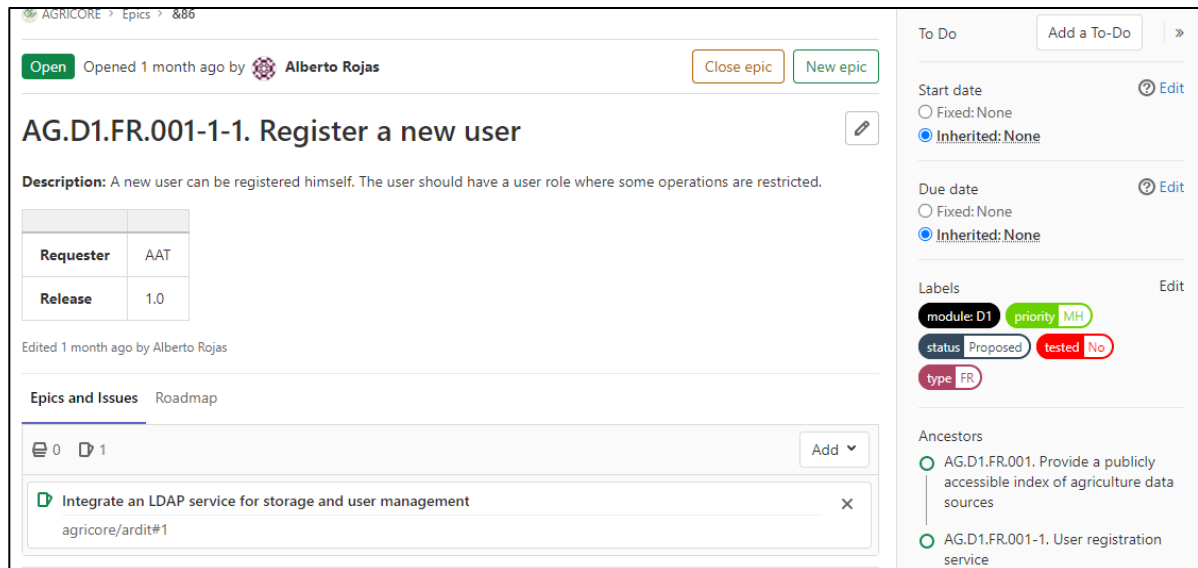 AGRICORE > Epics > &86
Open Opened 1 month ago by Alberto Rojas
Close epic
New epic
AG.D1.FR.001-1-1. Register a new user
Description: A new user can be registered himself. The user should have a user role where some operations are restricted.
Requester AAT
Release 1.0
Edited 1 month ago by Alberto Rojas
Epics and Issues Roadmap
0 1
Add
Integrate an LDAP service for storage and user management
agricore/ardit#1
To Do
Add a To-Do
»
Start date
Edit
Fixed: None
Inherited: None
Due date
Edit
Fixed: None
Inherited: None
Labels
Edit
module: D1 priority MH
status Proposed tested No
type FR
Ancestors
AG.D1.FR.001. Provide a publicly
accessible index of agriculture data
sources
AG.D1.FR.001-1. User registration
service